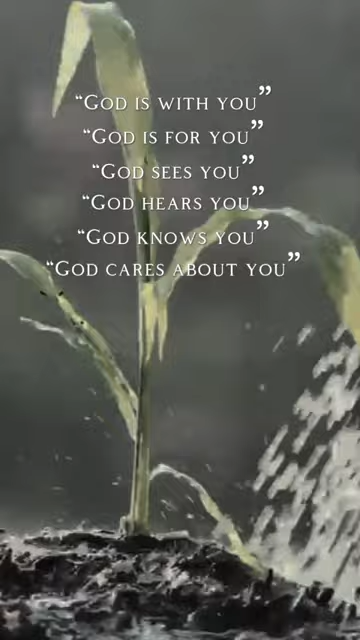 “God is with you”
“God is for you”
“God sees you”
“God hears you”
“God knows you”
“God cares about you”